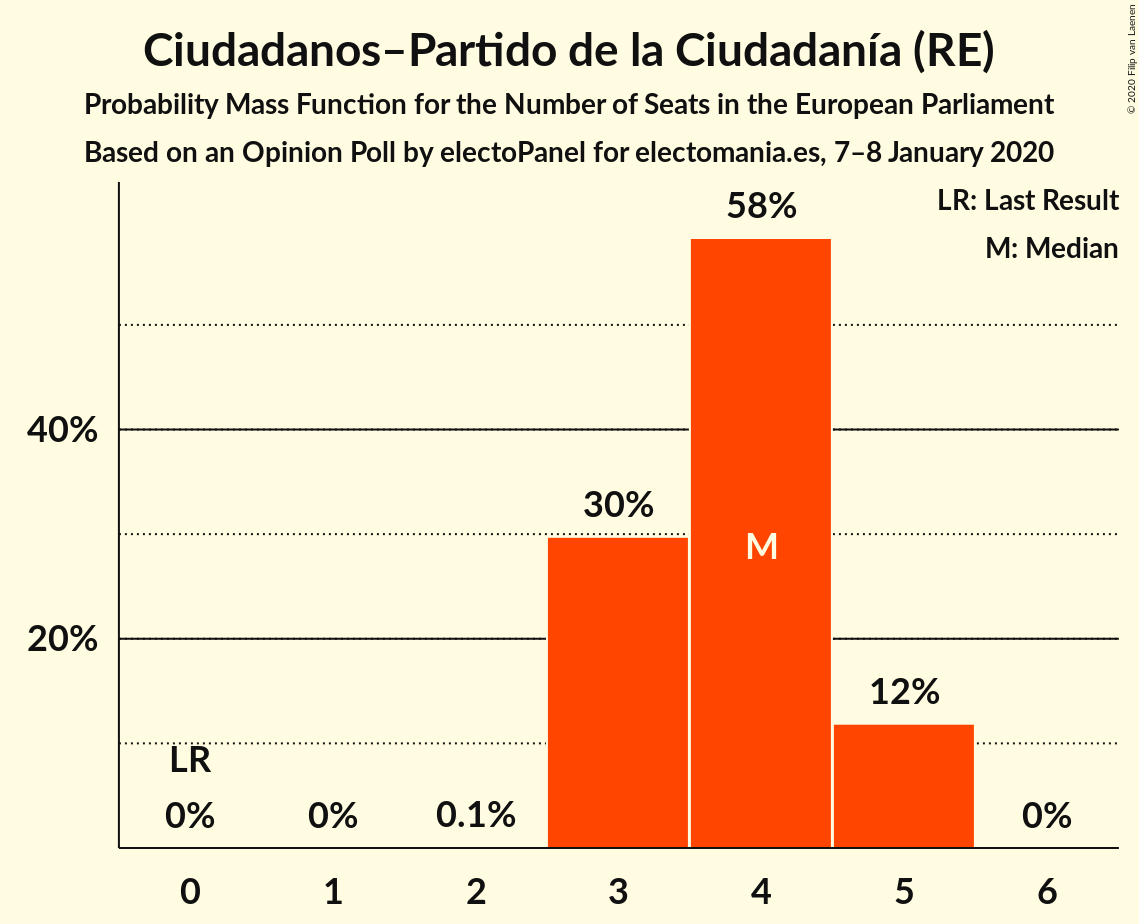 Ciudadanos–Partido de la Ciudadanía (RE)
Probability Mass Function for the Number of Seats in the European Parliament
Based on an Opinion Poll by electoPanel for electomania.es, 7–8 January 2020
© 2020 Filip van Laenen
LR: Last Result
M: Median
58%
40%
30%
M
20%
12%
LR
0%
0%
0.1%
0%
0 1 2 3 4 5 6